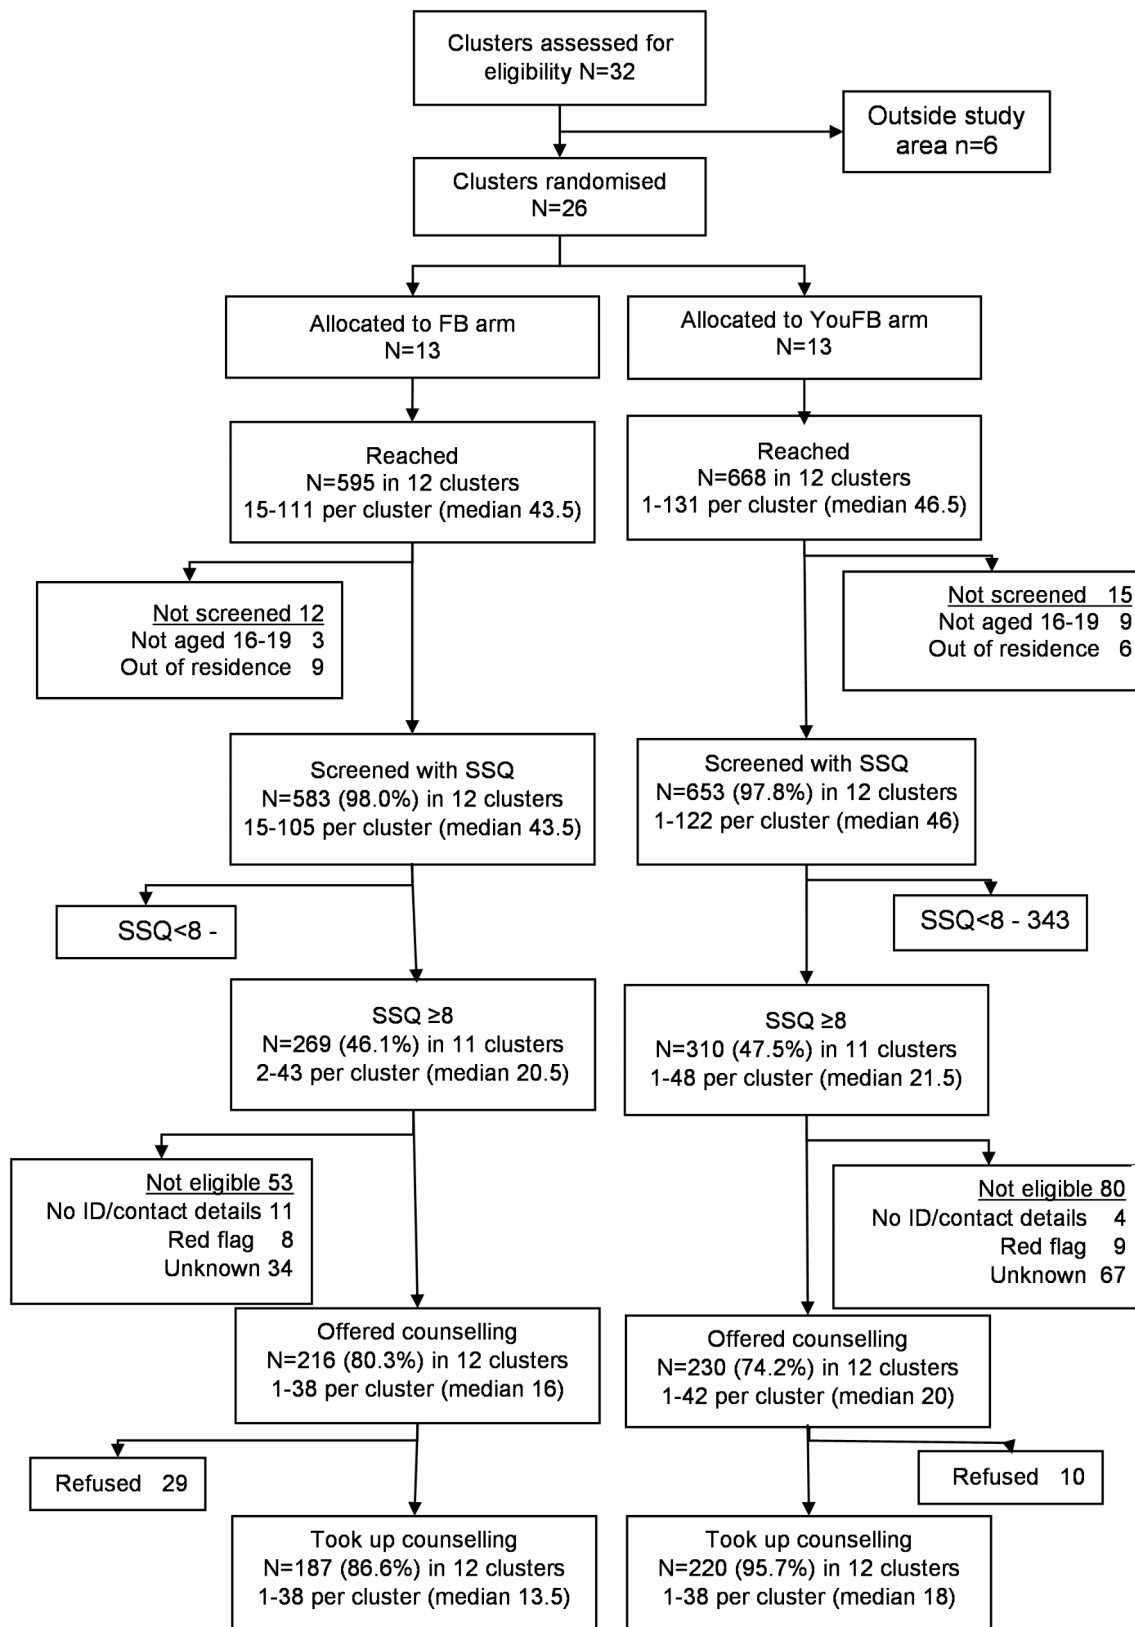 Clusters assessed for
eligibility N=32
Outside study
area n=6
Clusters randomised
N=26
Allocated to FB arm
N=13
Allocated to YouFB arm
N=13
Reached
N=595 in 12 clusters
15-111 per cluster (median 43.5)
Reached
N=668 in 12 clusters
1-131 per cluster (median 46.5)
Not screened 12
Not aged 16-19 3
Out of residence 9
Not screened 15
Not aged 16-19 9
Out of residence 6
Screened with SSQ
N=583 (98.0%) in 12 clusters
15-105 per cluster (median 43.5)
Screened with SSQ
N=653 (97.8%) in 12 clusters
1-122 per cluster (median 46)
SSQ<8 -
SSQ<8 - 343
SSQ ≥8
N=269 (46.1%) in 11 clusters
2-43 per cluster (median 20.5)
SSQ ≥8
N=310 (47.5%) in 11 clusters
1-48 per cluster (median 21.5)
Not eligible 53
No ID/contact details 11
Red flag 8
Unknown 34
Not eligible 80
No ID/contact details 4
Red flag 9
Unknown 67
Offered counselling
N=216 (80.3%) in 12 clusters
1-38 per cluster (median 16)
Offered counselling
N=230 (74.2%) in 12 clusters
1-42 per cluster (median 20)
Refused 29
Refused 10
Took up counselling
N=187 (86.6%) in 12 clusters
1-38 per cluster (median 13.5)
Took up counselling
N=220 (95.7%) in 12 clusters
1-38 per cluster (median 18)